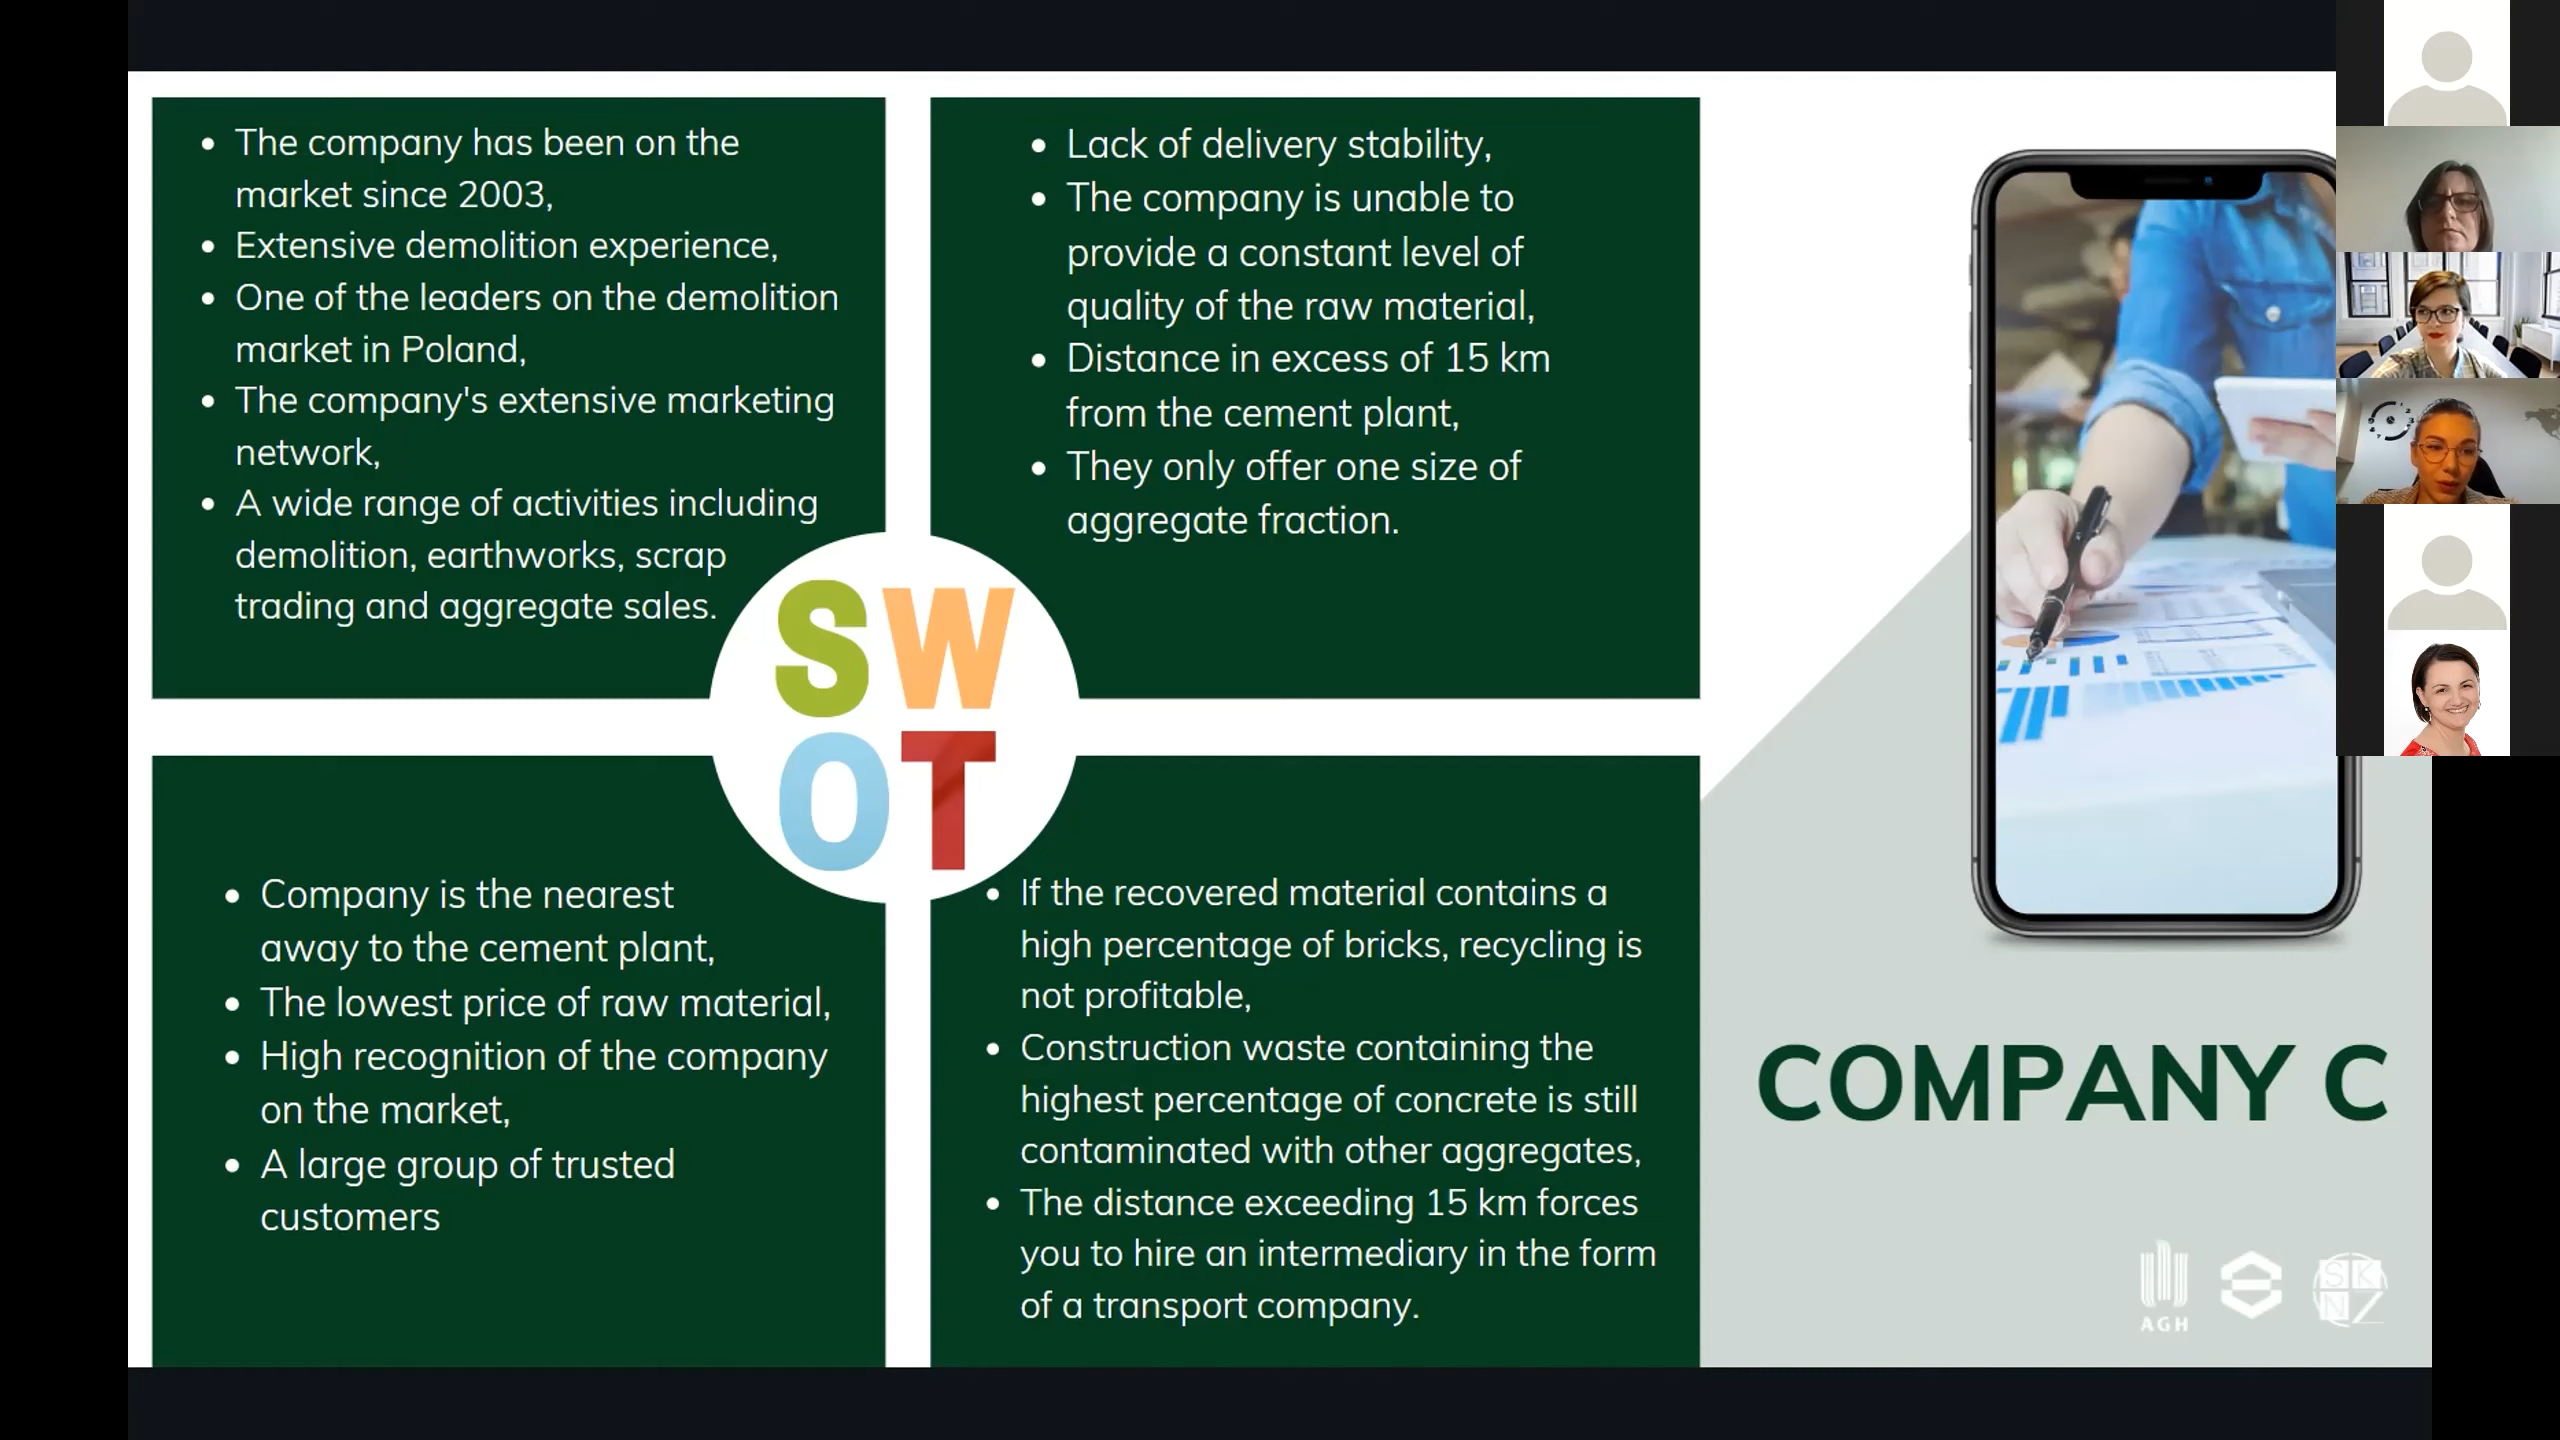 • The company has been on the
market since 2003,
• Extensive demolition experience,
• One of the leaders on the demolition
market in Poland,
• The company's extensive marketing
network,
• A wide range of activities including
demolition, earthworks, scrap
trading and aggregate sales.
• Lack of delivery stability,
• The company is unable to
provide a constant level of
quality of the raw material,
• Distance in excess of 15 km
from the cement plant,
• They only offer one size of
aggregate fraction.
SW
OT
• Company is the nearest
away to the cement plant,
• The lowest price of raw material,
• High recognition of the company
on the market,
• A large group of trusted
customers
• If the recovered material contains a
high percentage of bricks, recycling is
not profitable,
• Construction waste containing the
highest percentage of concrete is still
contaminated with other aggregates,
• The distance exceeding 15 km forces
you to hire an intermediary in the form
of a transport company.
COMPANY C
AGH
SK
NZ